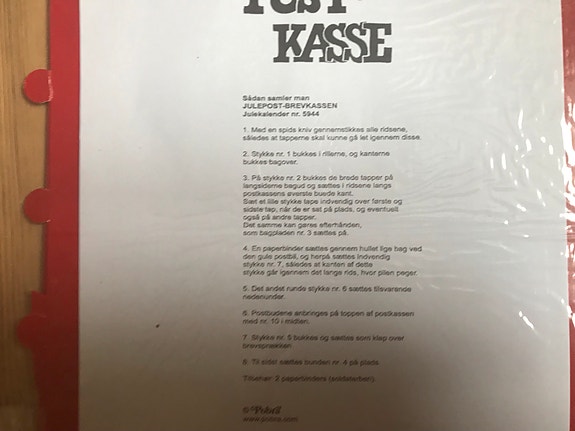 POST-
KASSE
Sådan samler man
JULEPOST-BREVKASSEN
Julekalender nr. 5944
1. Med en spids kniv gennemstikkes alle ridsene,
således at tapperne skal kunne gå let igennem disse.
2. Stykke nr. 1 bukkes i rillerne, og kanterne
bukkes bagover.
3. På stykke nr. 2 bukkes de brede tapper på
langsiderne bagud og sættes i ridsene langs
postkassens øverste buede kant.
Sæt et lille stykke tape indvendig over første og
sidste tap, når de er sat på plads, og eventuelt
også på andre tapper.
Det samme kan gøres efterhånden,
som bagpladen nr. 3 sættes på.
4. En paperbinder sættes gennem hullet lige høg ved
den gule postbil, og herpå sættes indvendig
stykke nr. 7, således at kanten af dette
stykke går igennem det lange rids, hvor pilen peger.
5. Det andet runde stykke nr. 6 sættes tilsvarende
nedenunder.
6. Postbudene anbringes på toppen af postkassen
med nr. 10 i midten.
7. Stykke nr. 5 bukkes og sættes som klap over
brevsprækken
8. Til sidst sættes bunden nr. 4 på plads
Tilbehør: 2 paperbinders